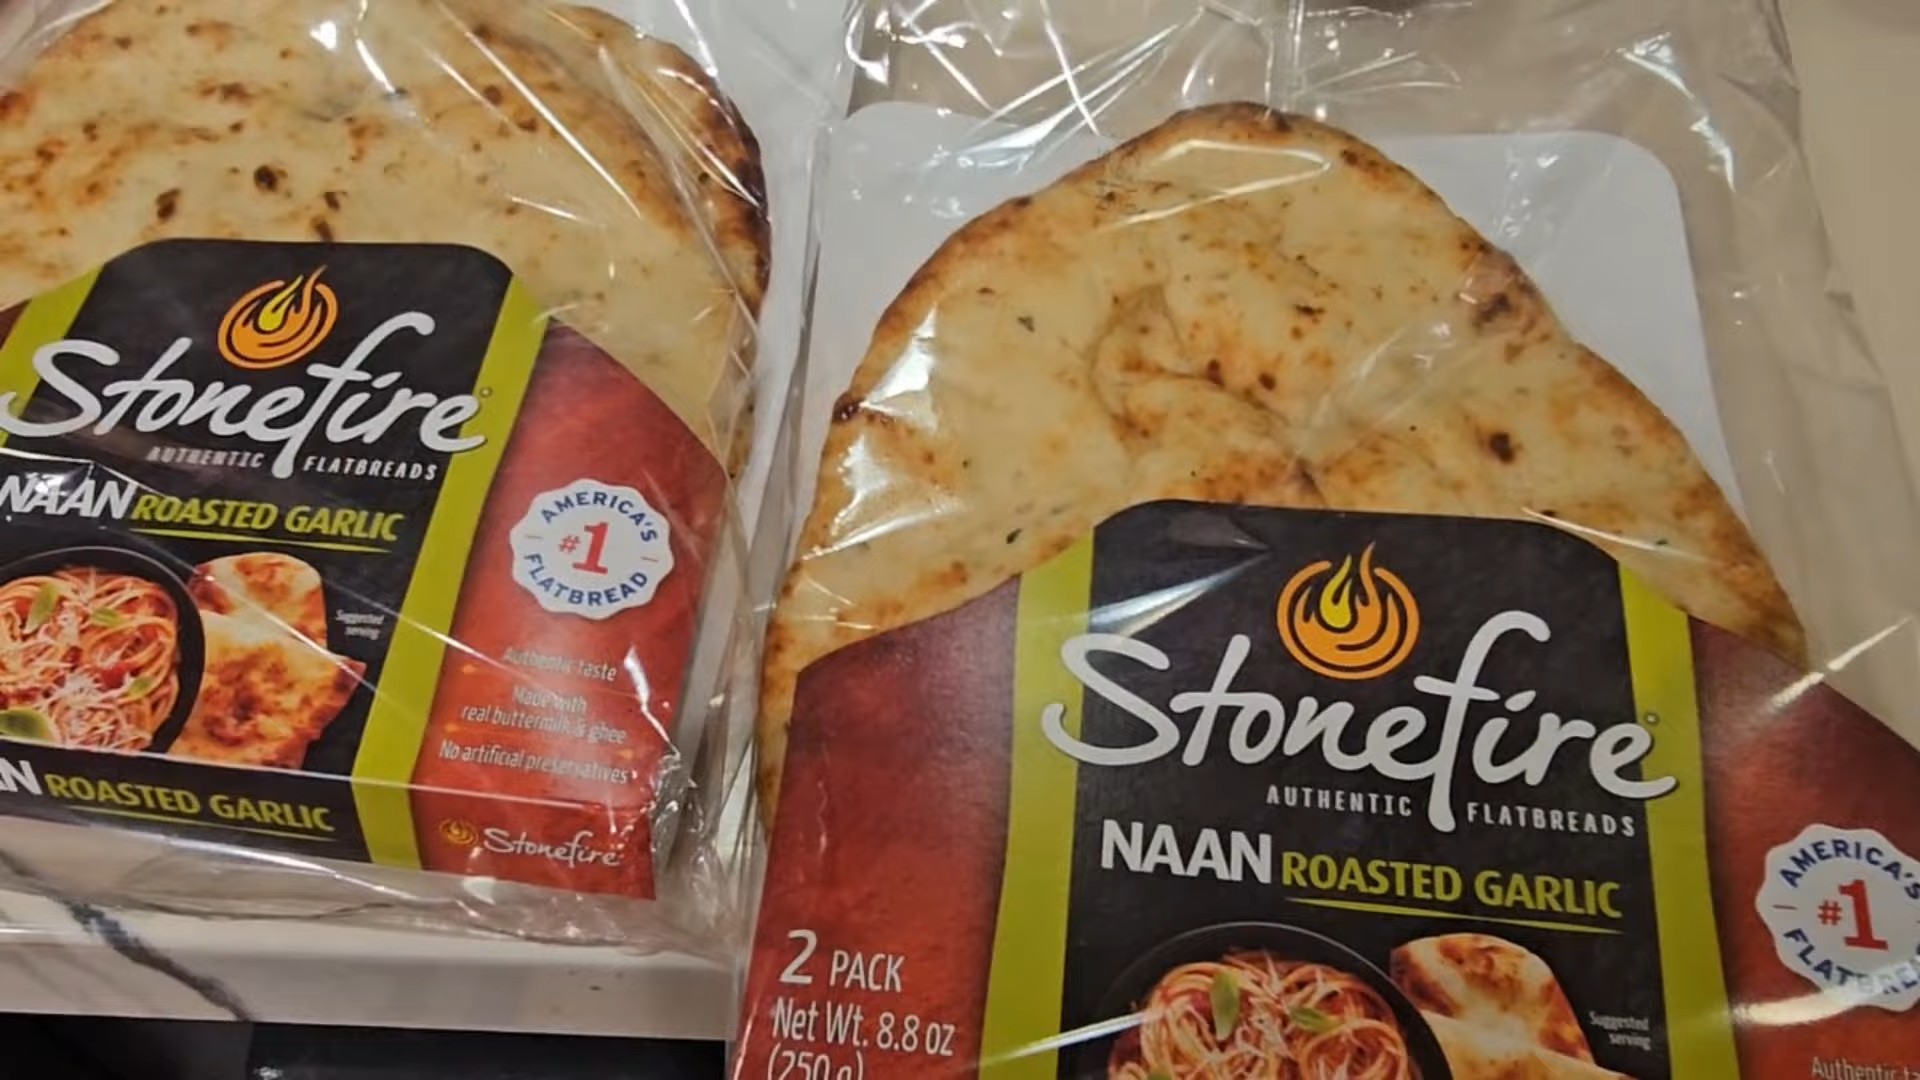 Stonefire
AUTHENTIC FLATBREADS
NAAN ROASTED GARLIC
Suggested
serving
AMERICA'S
#1
FLATBREAD
Authentic taste
Made with
real buttermilk & ghee
No artificial preservatives
ROASTED GARLIC
Stonefire
Stonefire
AUTHENTIC FLATBREADS
NAAN ROASTED GARLIC
2 PACK
Net Wt. 8.8 oz
(250 g)
Suggested
serving
AMERICA'S
#1
Authentic